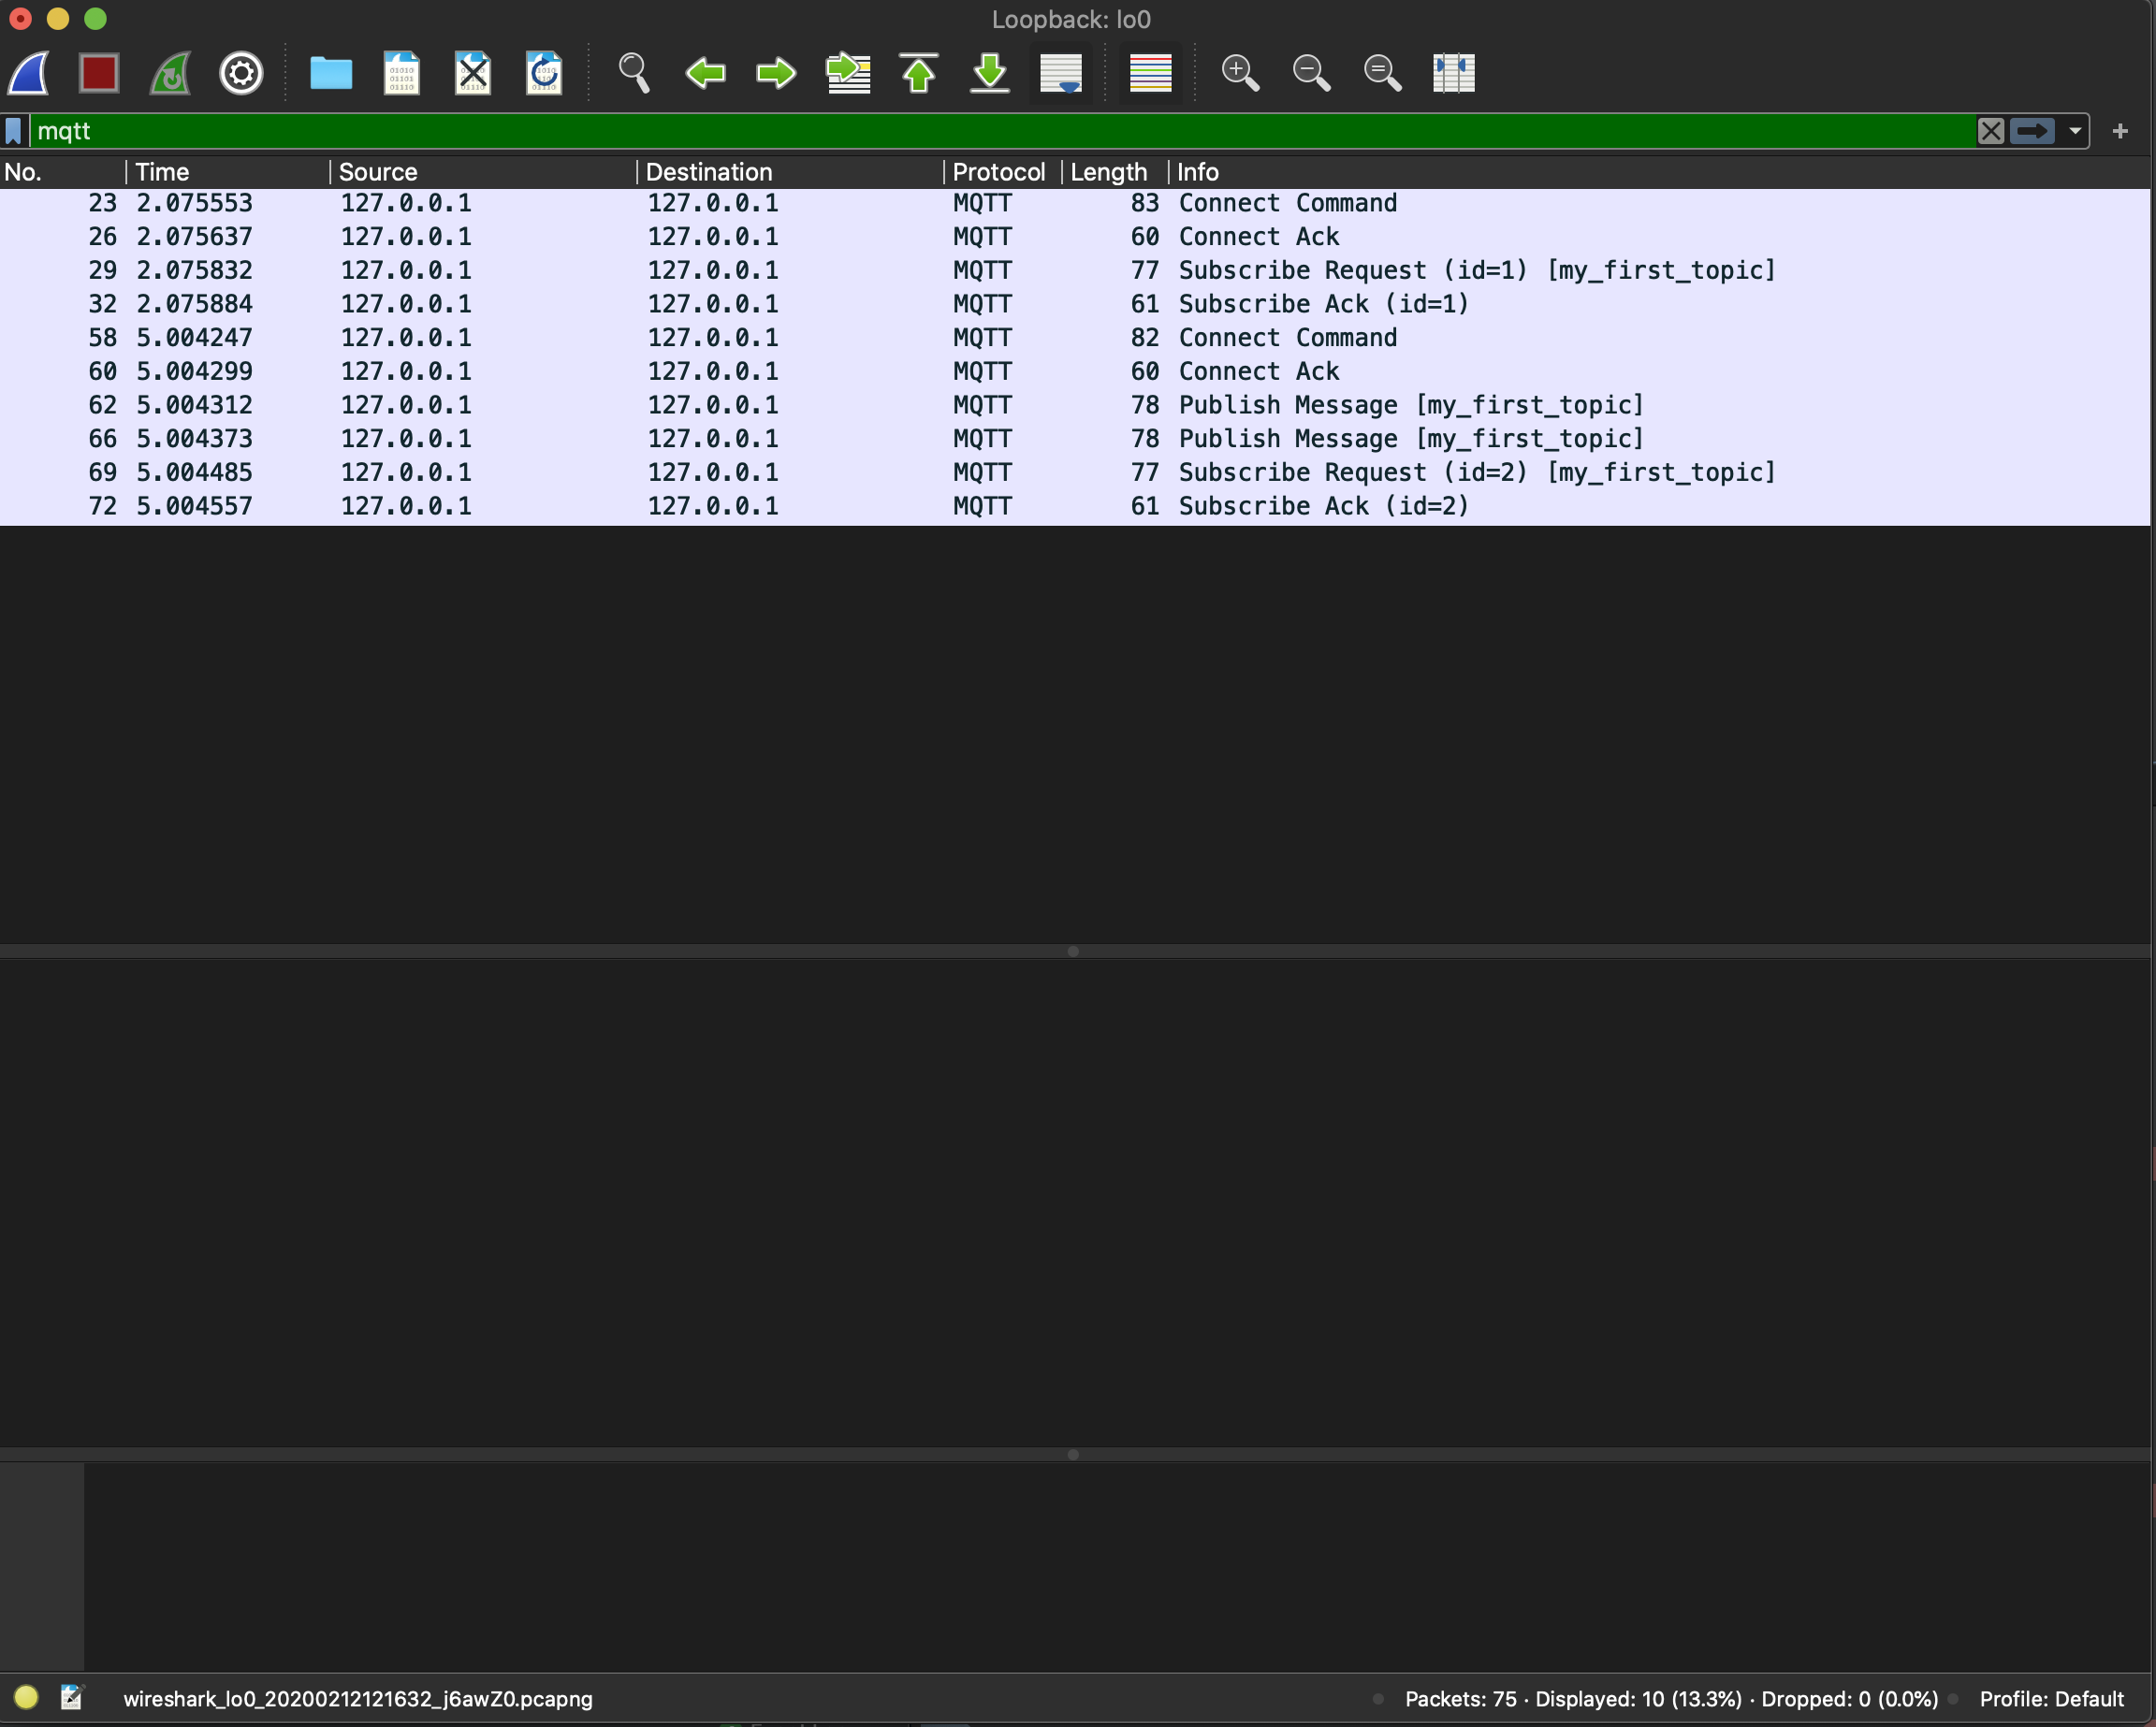 Loopback: lo0
mqtt
No. Time Source Destination Protocol Length Info
23 2.075553 127.0.0.1 127.0.0.1 MQTT 83 Connect Command
26 2.075637 127.0.0.1 127.0.0.1 MQTT 60 Connect Ack
29 2.075832 127.0.0.1 127.0.0.1 MQTT 77 Subscribe Request (id=1) [my_first_topic]
32 2.075884 127.0.0.1 127.0.0.1 MQTT 61 Subscribe Ack (id=1)
58 5.004247 127.0.0.1 127.0.0.1 MQTT 82 Connect Command
60 5.004299 127.0.0.1 127.0.0.1 MQTT 60 Connect Ack
62 5.004312 127.0.0.1 127.0.0.1 MQTT 78 Publish Message [my_first_topic]
66 5.004373 127.0.0.1 127.0.0.1 MQTT 78 Publish Message [my_first_topic]
69 5.004485 127.0.0.1 127.0.0.1 MQTT 77 Subscribe Request (id=2) [my_first_topic]
72 5.004557 127.0.0.1 127.0.0.1 MQTT 61 Subscribe Ack (id=2)
wireshark_lo0_20200212121632_j6awZ0.pcapng Packets: 75 · Displayed: 10 (13.3%) · Dropped: 0 (0.0%) Profile: Default